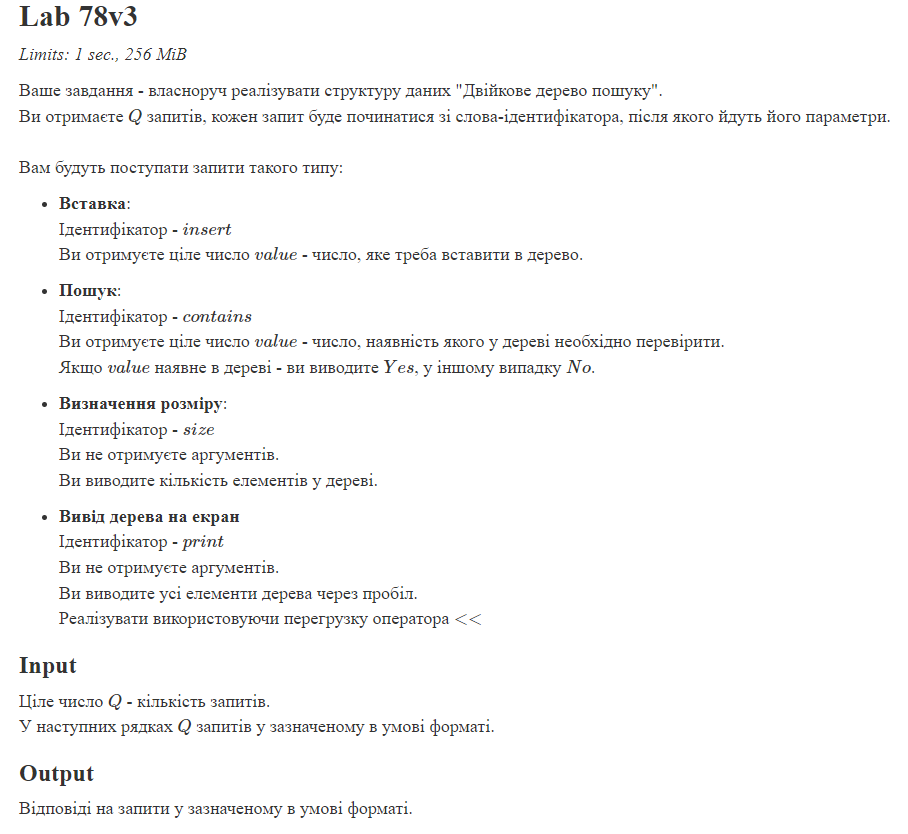 Lab 78v3
Limits: 1 sec., 256 MiB
Ваше завдання - власноруч реалізувати структуру даних "Двійкове дерево пошуку".
Ви отримаєте Q запитів, кожен запит буде починатися зі слова-ідентифікатора, після якого йдуть його параметри.
Вам будуть поступати запити такого типу:
• Вставка:
Ідентифікатор - insert
Ви отримуєте ціле число value - число, яке треба вставити в дерево.
• Пошук:
Ідентифікатор - contains
Ви отримуєте ціле число value - число, наявність якого у дереві необхідно перевірити.
Якщо value наявне в дереві - ви виводите Yes, у іншому випадку No.
• Визначення розміру:
Ідентифікатор - size
Ви не отримуєте аргументів.
Ви виводите кількість елементів у дереві.
• Вивід дерева на екран
Ідентифікатор - print
Ви не отримуєте аргументів.
Ви виводите усі елементи дерева через пробіл.
Реалізувати використовуючи перегрузку оператора <<
Input
Ціле число Q - кількість запитів.
У наступних рядках Q запитів у зазначеному в умові форматі.
Output
Відповіді на запити у зазначеному в умові форматі.